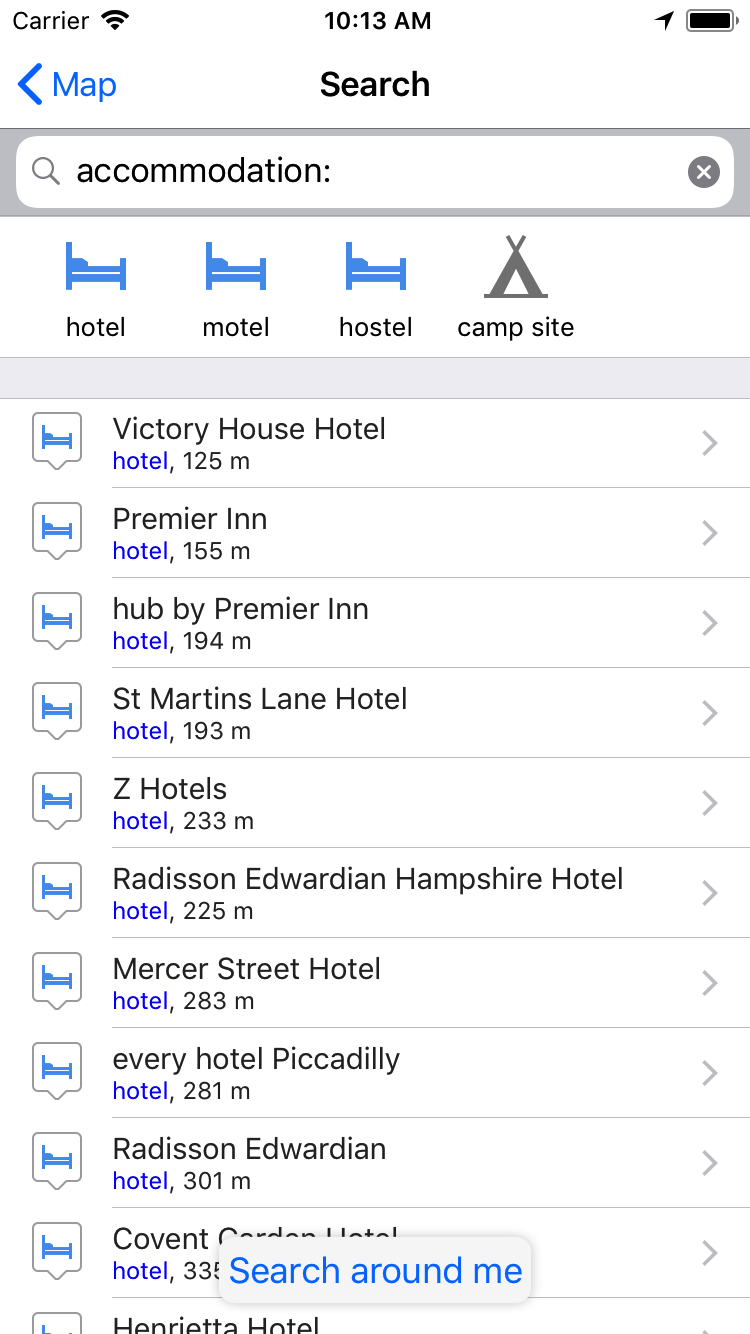 Carrier 10:13 AM
Map Search
accommodation:
hotel motel hostel camp site
Victory House Hotel
hotel, 125 m
Premier Inn
hotel, 155 m
hub by Premier Inn
hotel, 194 m
St Martins Lane Hotel
hotel, 193 m
Z Hotels
hotel, 233 m
Radisson Edwardian Hampshire Hotel
hotel, 225 m
Mercer Street Hotel
hotel, 283 m
every hotel Piccadilly
hotel, 281 m
Radisson Edwardian
hotel, 301 m
Covent Garden Hotel
hotel, 335
Search around me
Henrietta Hotel